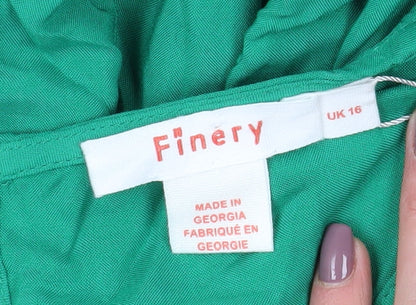 Finery
UK 16
MADE IN
GEORGIA
FABRIQUÉ EN
GEORGIE